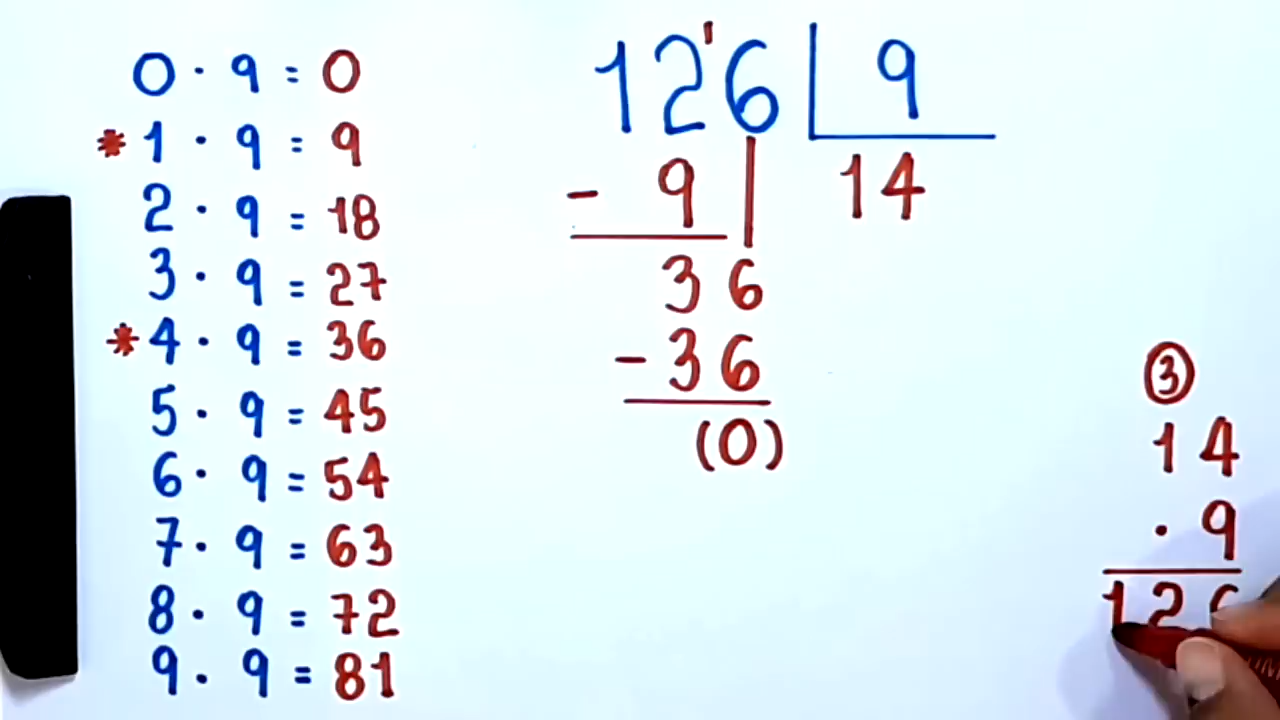 0 · 9 = 0
* 1 · 9 = 9
2 · 9 = 18
3 · 9 = 27
* 4 · 9 = 36
5 · 9 = 45
6 · 9 = 54
7 · 9 = 63
8 · 9 = 72
9 · 9 = 81
12'6 | 9
- 9 | 14
36
- 36
(0)
3
14
· 9
126